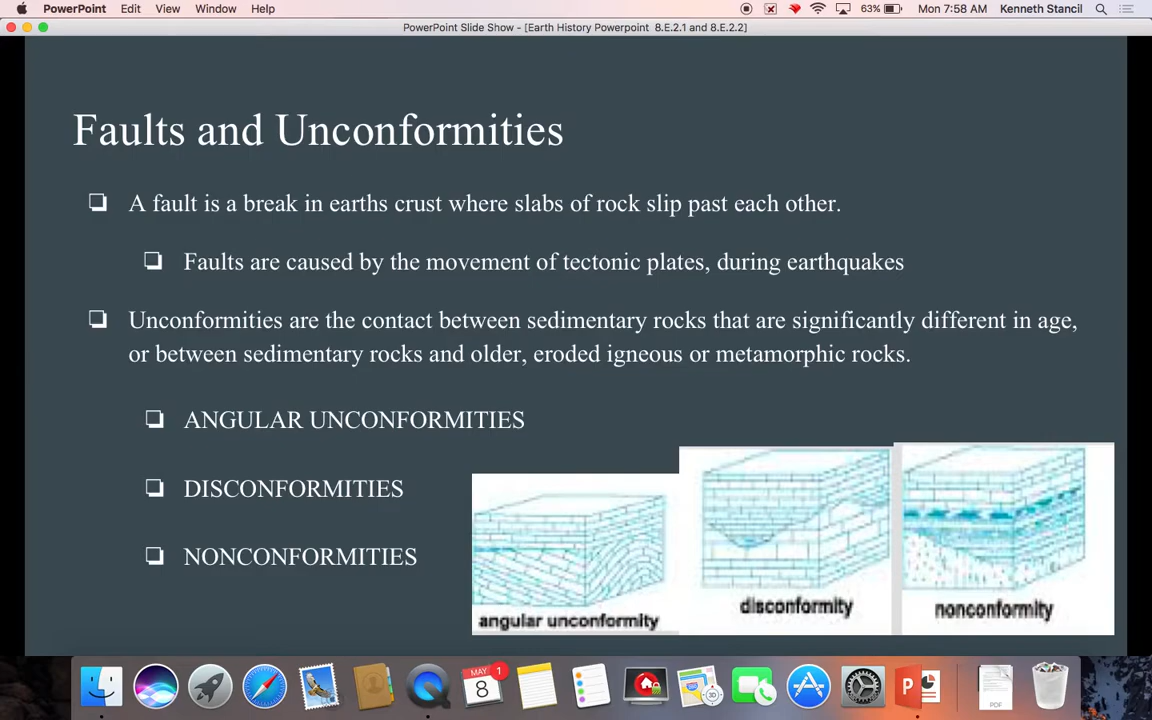 PowerPoint Edit View Window Help 63% Mon 7:58 AM Kenneth Stancil
PowerPoint Slide Show - [Earth History Powerpoint 8.E.2.1 and 8.E.2.2]
Faults and Unconformities
A fault is a break in earths crust where slabs of rock slip past each other.
Faults are caused by the movement of tectonic plates, during earthquakes
Unconformities are the contact between sedimentary rocks that are significantly different in age,
or between sedimentary rocks and older, eroded igneous or metamorphic rocks.
ANGULAR UNCONFORMITIES
DISCONFORMITIES
NONCONFORMITIES
angular unconformity
disconformity
nonconformity
MAY
8
1
3D
P
PDF